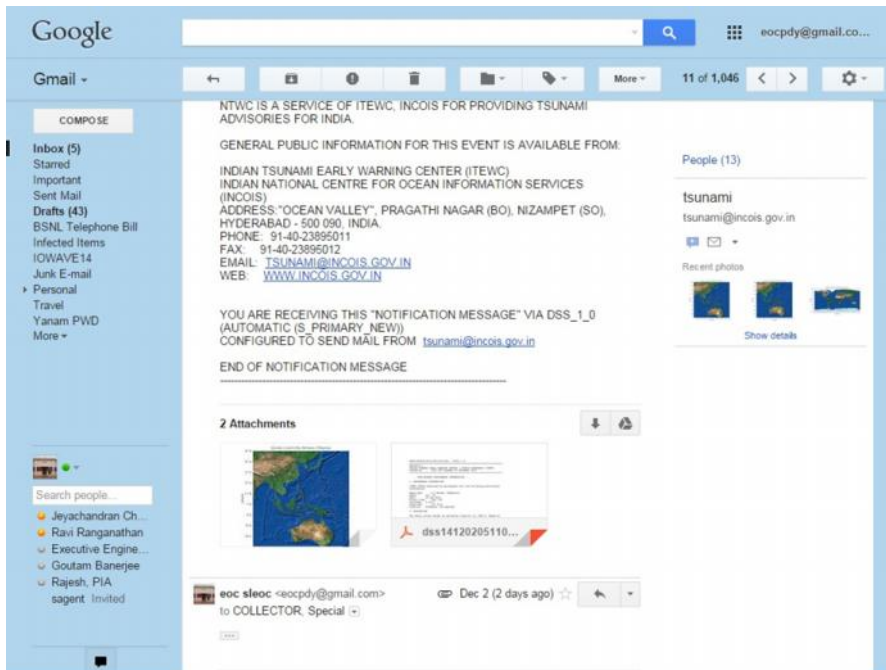 Google
eocpdy@gmail.co...
Gmail
More
11 of 1,046
COMPOSE
Inbox (5)
Starred
Important
Sent Mail
Drafts (43)
BSNL Telephone Bill
Infected Items
IOWAVE14
Junk E-mail
Personal
Travel
Yanam PWD
More
Search people...
Jeyachandran Ch...
Ravi Ranganathan
Executive Engine...
Goutam Banerjee
Rajesh, PIA
sagent Invited
NTWC IS A SERVICE OF ITEWC, INCOIS FOR PROVIDING TSUNAMI
ADVISORIES FOR INDIA.
GENERAL PUBLIC INFORMATION FOR THIS EVENT IS AVAILABLE FROM:
INDIAN TSUNAMI EARLY WARNING CENTER (ITEWC)
INDIAN NATIONAL CENTRE FOR OCEAN INFORMATION SERVICES
(INCOIS)
ADDRESS:"OCEAN VALLEY", PRAGATHI NAGAR (BO), NIZAMPET (SO),
HYDERABAD - 500 090, INDIA.
PHONE: 91-40-23895011
FAX: 91-40-23895012
EMAIL: TSUNAMI@INCOIS.GOV.IN
WEB: WWW.INCOIS.GOV.IN
YOU ARE RECEIVING THIS "NOTIFICATION MESSAGE" VIA DSS_1_0
(AUTOMATIC (S_PRIMARY_NEW))
CONFIGURED TO SEND MAIL FROM tsunami@incois.gov.in
END OF NOTIFICATION MESSAGE
2 Attachments
dss14120205110...
eoc sleoc <eocpdy@gmail.com>
Dec 2 (2 days ago)
to COLLECTOR, Special
People (13)
tsunami
tsunami@incois.gov.in
Recent photos
Show details